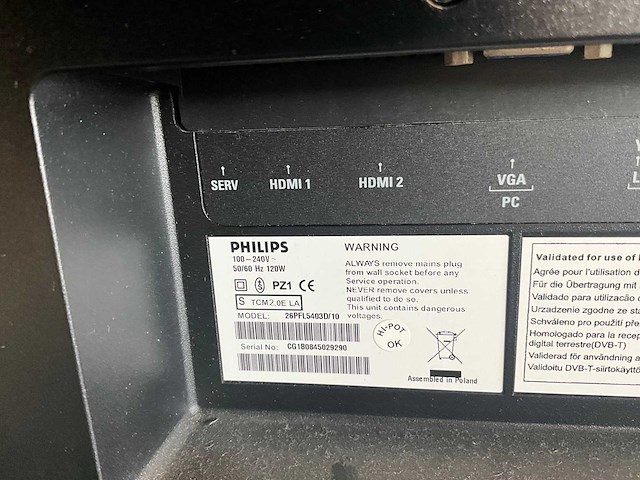 SERV
HDMI 1
HDMI 2
VGA
PC
PHILIPS
100-240V ~
50/60 Hz 120W
PZ1 CE
S TCM2.0E LA
MODEL: 26PFL5403D/10
Serial No: CG1B0845029290
WARNING
ALWAYS remove mains plug
from wall socket before any
Service operation.
NEVER remove covers unless
qualified to do so.
This unit contains dangerous
voltages.
HI-POT
OK
Assembled in Poland
Validated for use of
Agrée pour l'utilisation d
Für die Übertragung mit
Validado para utilizacão
Urzadzenie zgodne ze
Schváleno pro použití
Homologado para la
digital terrestre(DVB-T)
Validerad för användning
Validoitu DVB-T-siirtokäyttö